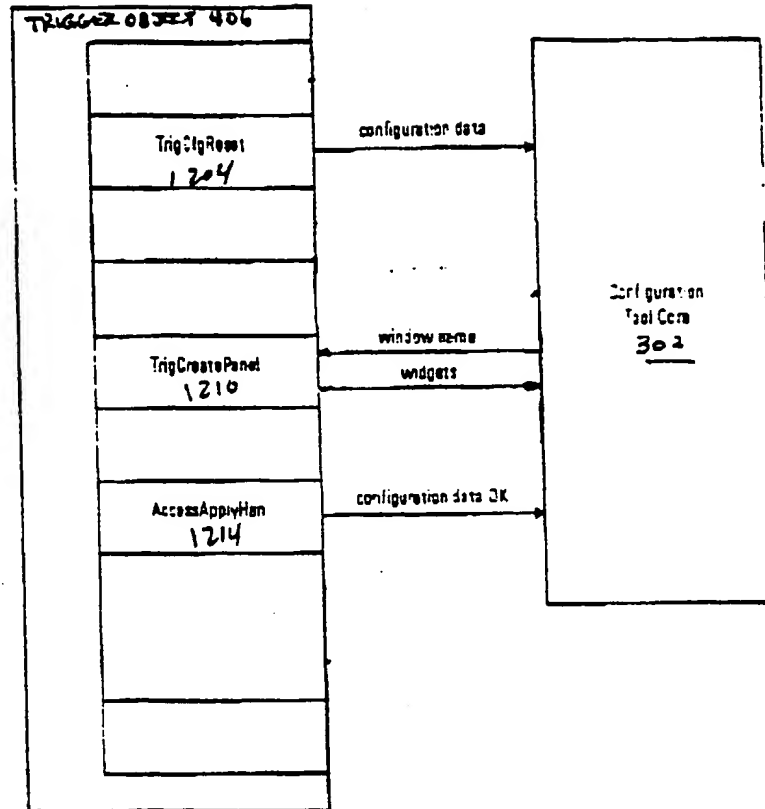 TRIGGER OBJECT 406
TrigCfgReset
1204
configuration data
Configuration
Tool Core
302
window name
TrigCreatePanel
1210
widgets
AccessApplyHan
1214
configuration data OK